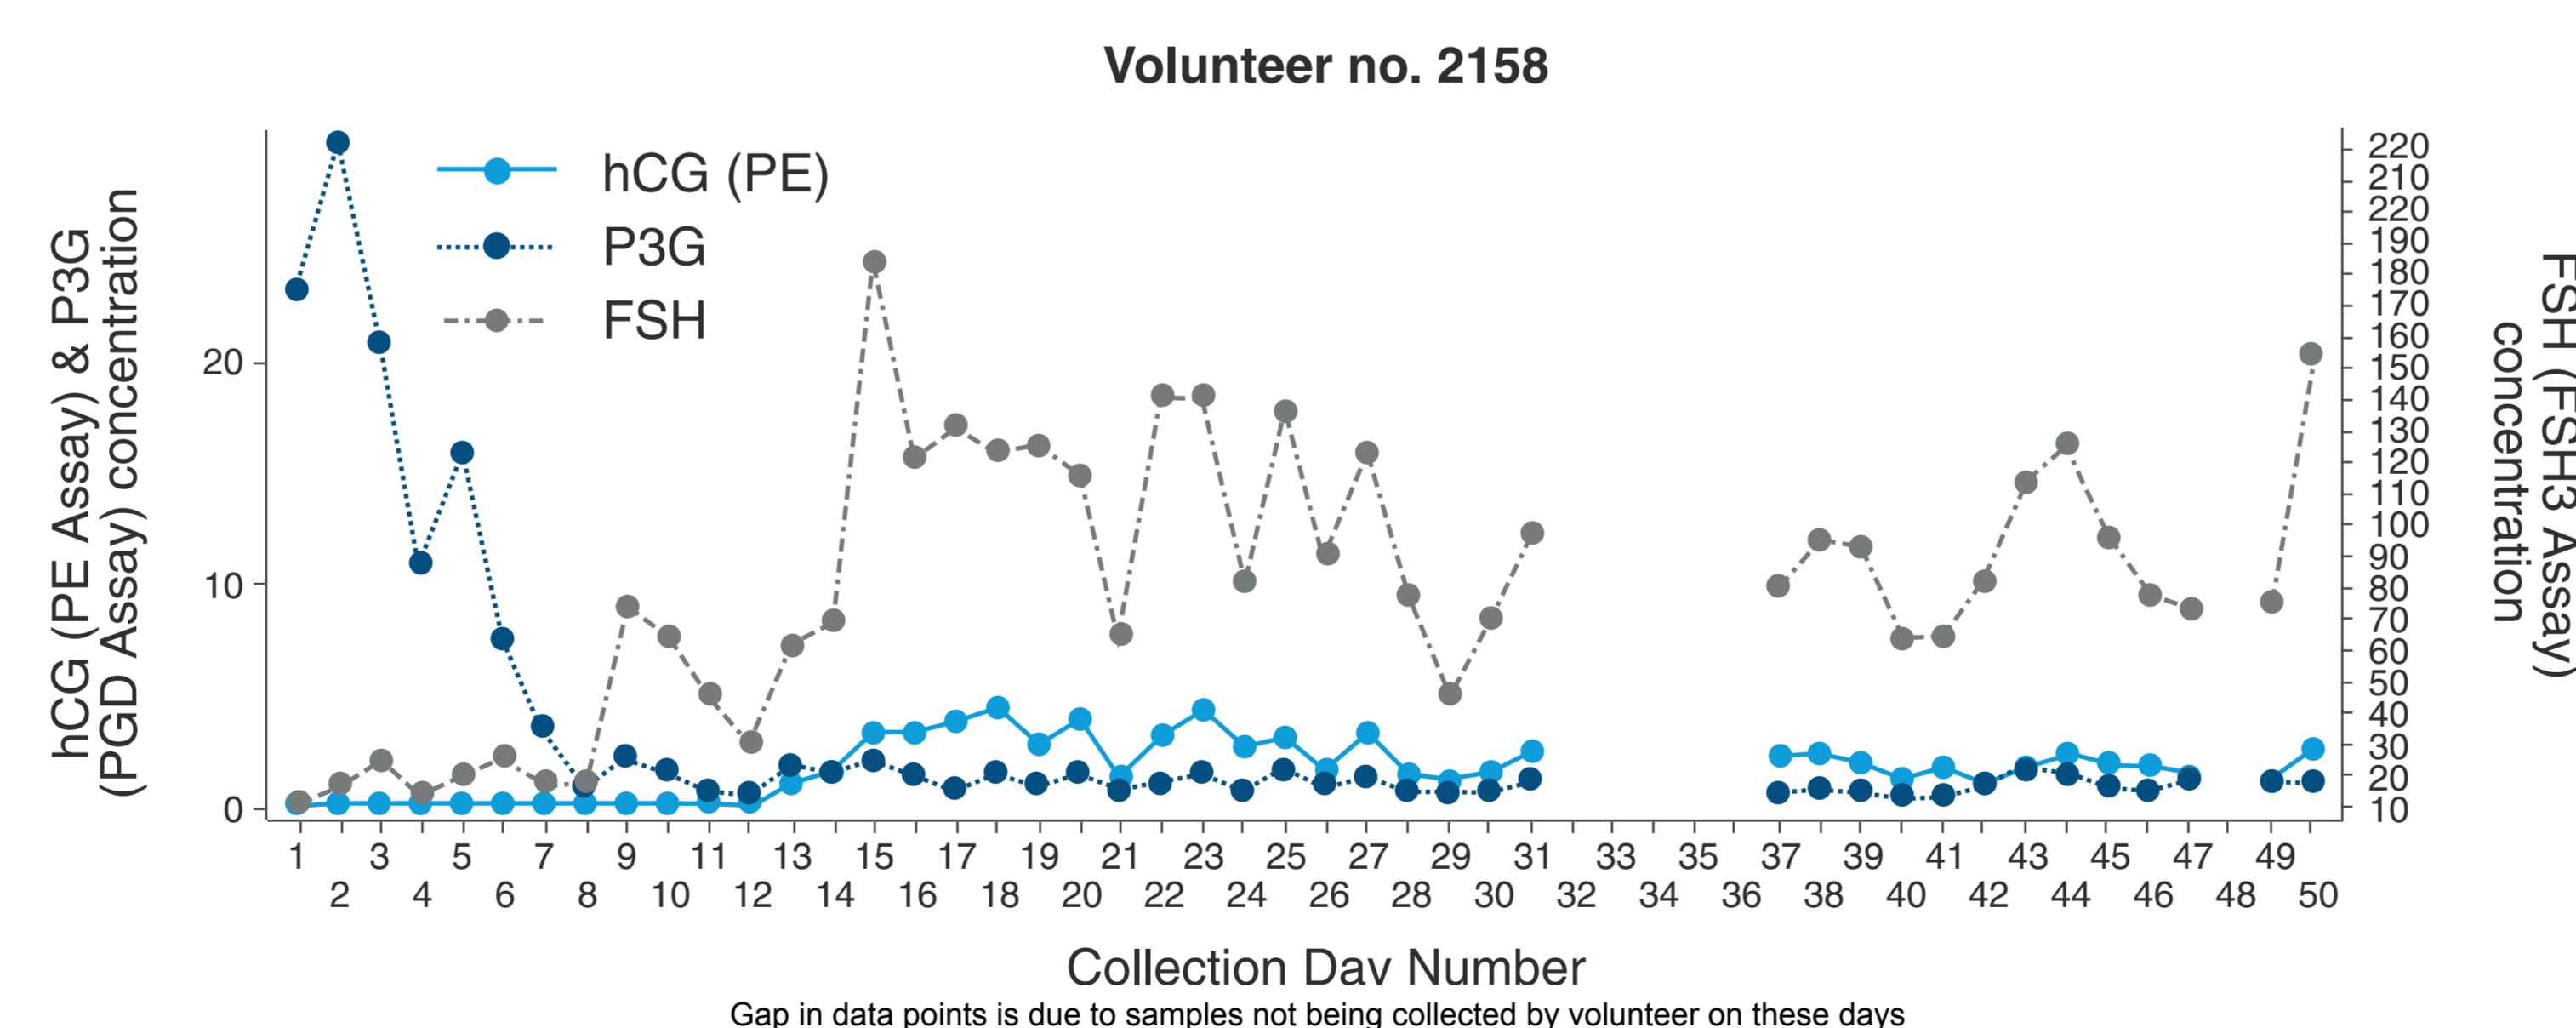 Volunteer no. 2158
hCG (PE Assay) & P3G
(PGD Assay) concentration
hCG (PE)
P3G
FSH
20
10
0
220
210
220
190
180
170
160
150
140
130
120
110
100
90
80
70
60
50
40
30
20
10
FSH (FSH3 Assay)
concentration
1 3 5 7 9 11 13 15 17 19 21 23 25 27 29 31 33 35 37 39 41 43 45 47 49
2 4 6 8 10 12 14 16 18 20 22 24 26 28 30 32 34 36 38 40 42 44 46 48 50
Collection Dav Number
Gap in data points is due to samples not being collected by volunteer on these days